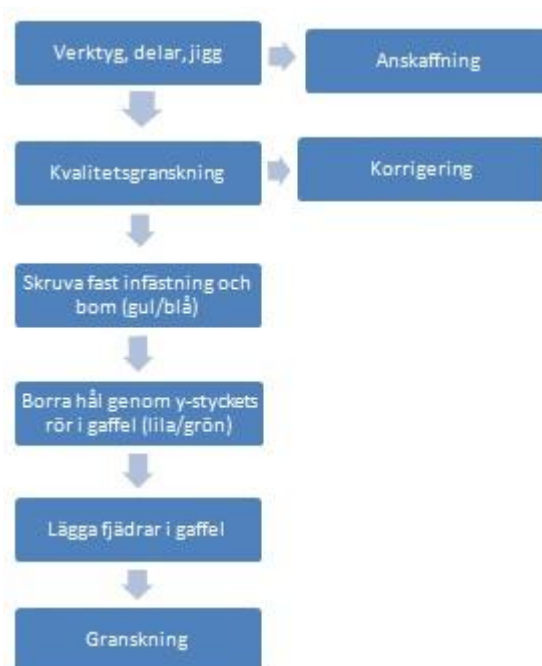 Verktyg, delar, jigg
Anskaffning
Kvalitetsgranskning
Korrigering
Skruva fast infästning och
bom (gul/blå)
Borra hål genom y-styckets
rör i gaffel (lila/grön)
Lägga fjädrar i gaffel
Granskning